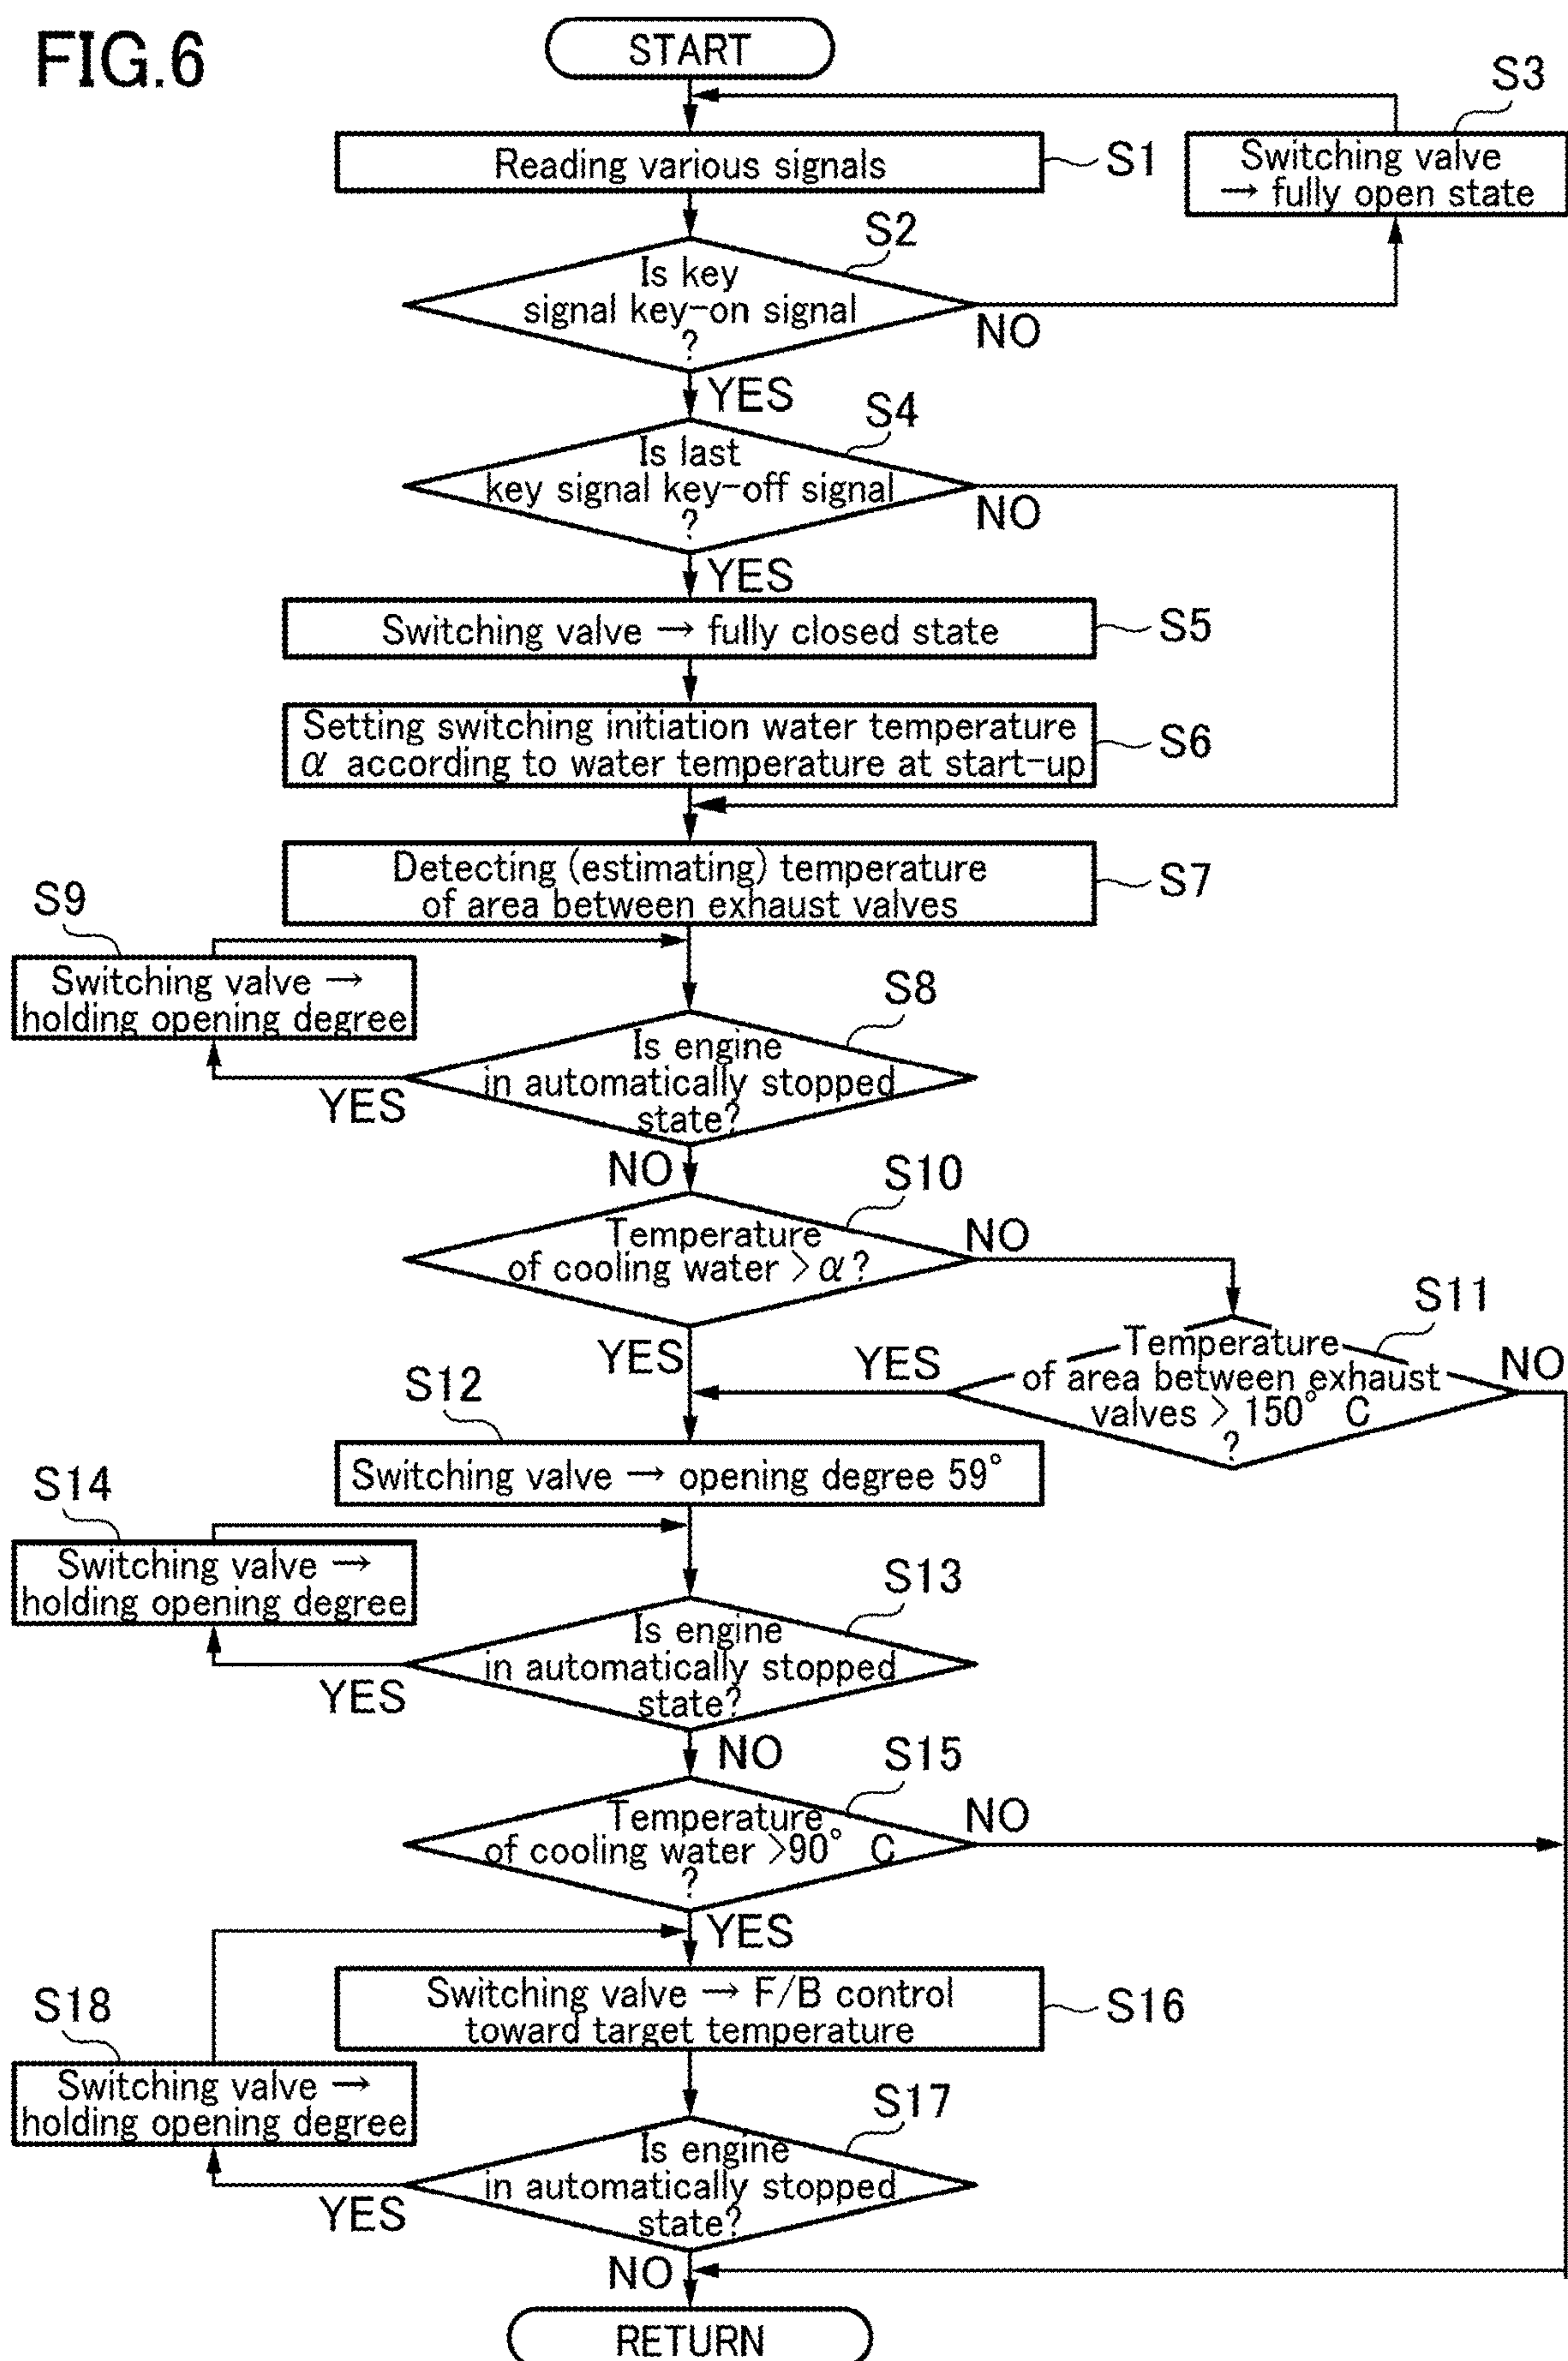 FIG.6
START
S3
Switching valve
→ fully open state
Reading various signals
S1
S2
Is key
signal key-on signal
?
NO
YES
S4
Is last
key signal key-off signal
?
NO
YES
Switching valve → fully closed state
S5
Setting switching initiation water temperature
α according to water temperature at start-up
S6
Detecting (estimating) temperature
of area between exhaust valves
S7
S9
Switching valve →
holding opening degree
S8
Is engine
in automatically stopped
state?
YES
NO
S10
Temperature
of cooling water > α?
NO
YES
S11
Temperature
of area between exhaust
valves > 150° C
?
YES
NO
S12
Switching valve → opening degree 59°
S14
Switching valve →
holding opening degree
S13
Is engine
in automatically stopped
state?
YES
NO
S15
Temperature
of cooling water >90° C
?
NO
YES
Switching valve → F/B control
toward target temperature
S16
S18
Switching valve →
holding opening degree
S17
Is engine
in automatically stopped
state?
YES
NO
RETURN